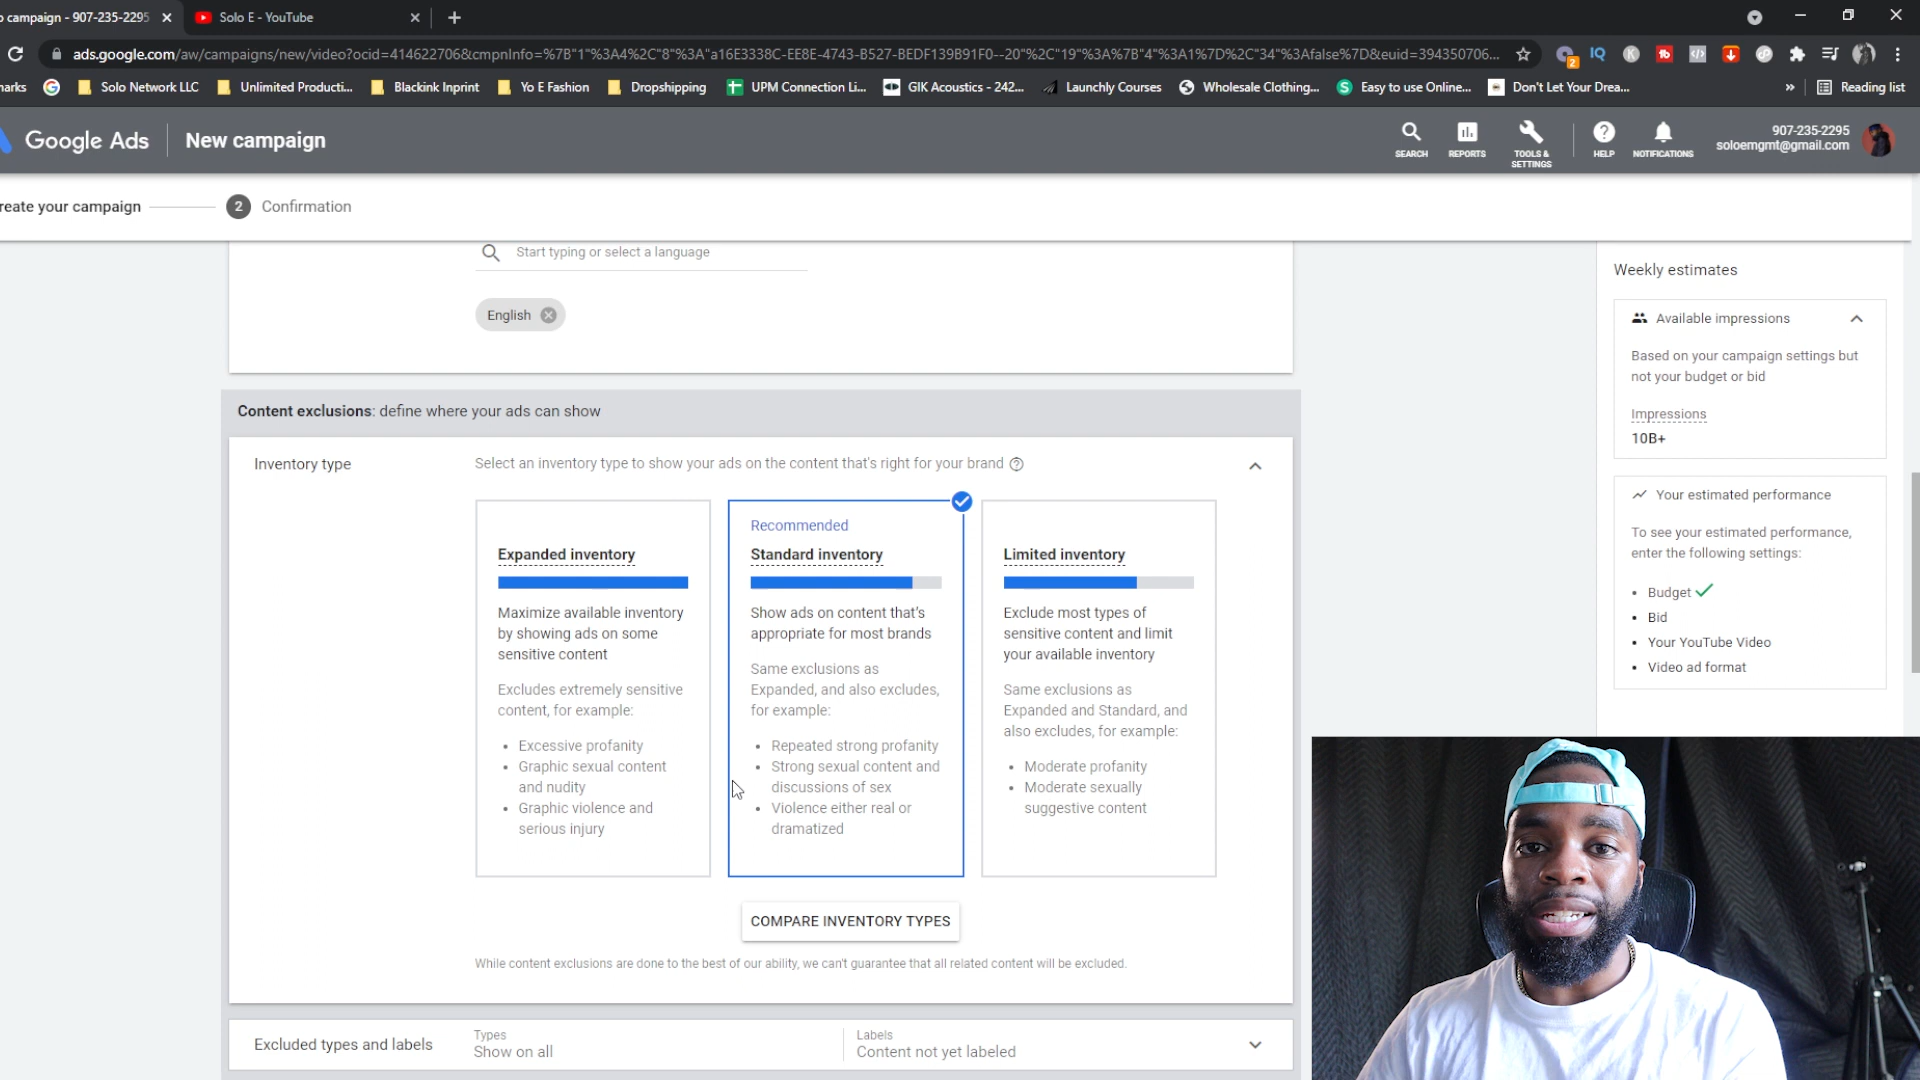 o campaign - 907-235-2295
Solo E - YouTube
ads.google.com/aw/campaigns/new/video?ocid=414622706&cmpnInfo=%7B"1"%3A4%2C"8"%3A"a16E3338C-EE8E-4743-B527-BEDF139B91F0--20"%2C"19"%3A%7B"4"%3A1%7D%2C"34"%3Afalse%7D&euid=394350706...
2
IQ
K
narks
Solo Network LLC
Unlimited Producti...
Blackink Inprint
Yo E Fashion
Dropshipping
UPM Connection Li...
GIK Acoustics - 242...
Launchly Courses
Wholesale Clothing...
Easy to use Online...
Don't Let Your Drea...
»
Reading list
Google Ads
New campaign
SEARCH
REPORTS
TOOLS &
SETTINGS
HELP
NOTIFICATIONS
907-235-2295
soloemgmt@gmail.com
reate your campaign
2
Confirmation
Start typing or select a language
English
Content exclusions: define where your ads can show
Inventory type
Select an inventory type to show your ads on the content that's right for your brand
Expanded inventory
Maximize available inventory
by showing ads on some
sensitive content
Excludes extremely sensitive
content, for example:
• Excessive profanity
• Graphic sexual content
and nudity
• Graphic violence and
serious injury
Recommended
Standard inventory
Show ads on content that's
appropriate for most brands
Same exclusions as
Expanded, and also excludes,
for example:
• Repeated strong profanity
• Strong sexual content and
discussions of sex
• Violence either real or
dramatized
Limited inventory
Exclude most types of
sensitive content and limit
your available inventory
Same exclusions as
Expanded and Standard, and
also excludes, for example:
• Moderate profanity
• Moderate sexually
suggestive content
COMPARE INVENTORY TYPES
While content exclusions are done to the best of our ability, we can't guarantee that all related content will be excluded.
Excluded types and labels
Types
Show on all
Labels
Content not yet labeled
Weekly estimates
Available impressions
Based on your campaign settings but
not your budget or bid
Impressions
10B+
Your estimated performance
To see your estimated performance,
enter the following settings:
• Budget
• Bid
• Your YouTube Video
• Video ad format